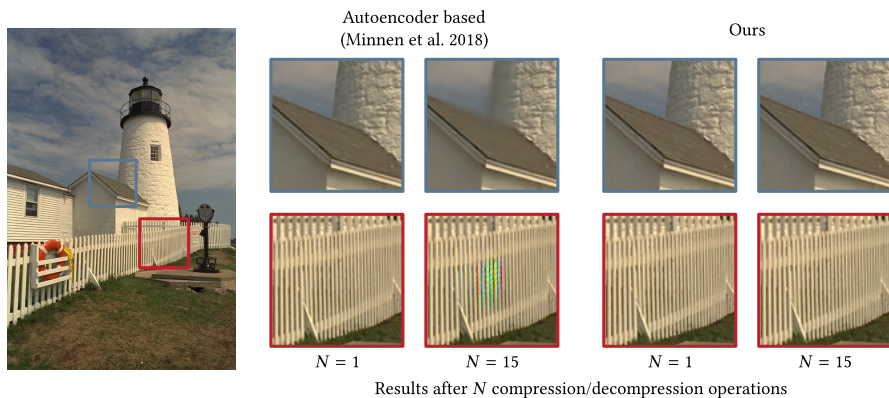 Autoencoder based
(Minnen et al. 2018)
Ours
N = 1
N = 15
N = 1
N = 15
Results after N compression/decompression operations